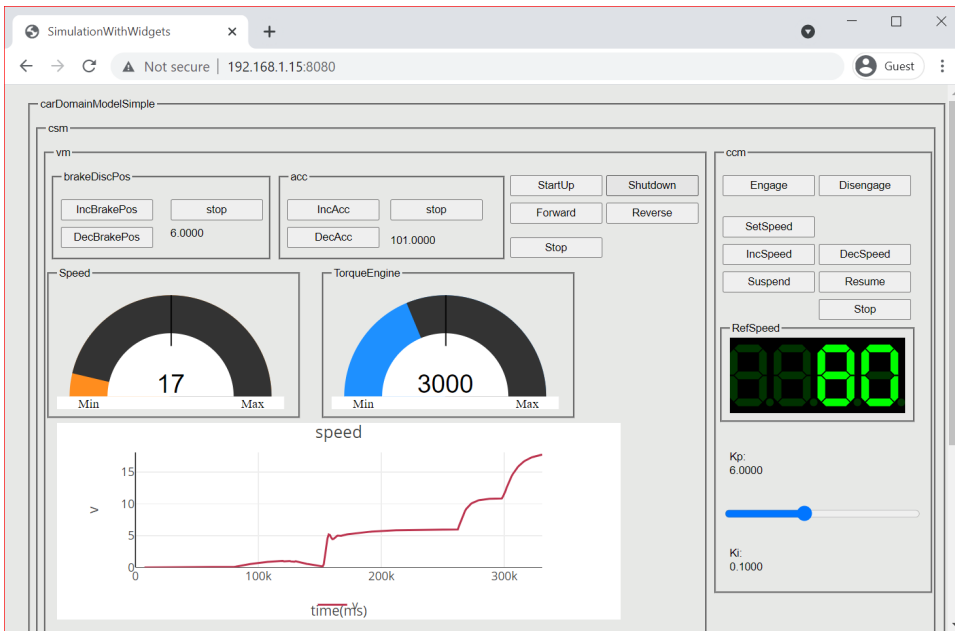 SimulationWithWidgets
Not secure | 192.168.1.15:8080
Guest
carDomainModelSimple
csm
vm
brakeDiscPos
IncBrakePos stop
DecBrakePos 6.0000
acc
IncAcc stop
DecAcc 101.0000
StartUp Shutdown
Forward Reverse
Stop
ccm
Engage Disengage
SetSpeed
IncSpeed DecSpeed
Suspend Resume
Stop
RefSpeed
80
Kp:
6.0000
Ki:
0.1000
Speed
17
Min Max
TorqueEngine
3000
Min Max
speed
v
15
10
5
0
0 100k 200k 300k
time(ms)
v